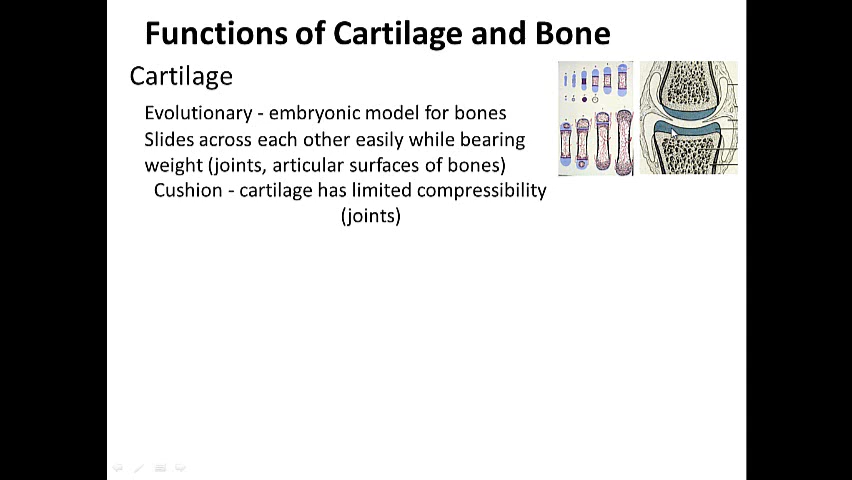 Functions of Cartilage and Bone
Cartilage
Evolutionary - embryonic model for bones
Slides across each other easily while bearing
weight (joints, articular surfaces of bones)
Cushion - cartilage has limited compressibility
(joints)